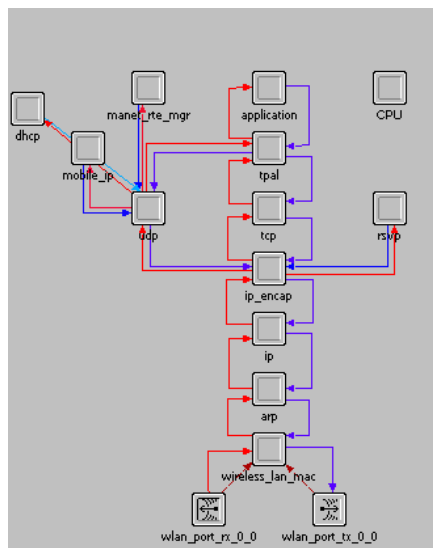 manet_rte_mgr
application
CPU
dhcp
mobile_ip
tpal
udp
tcp
rsvp
ip_encap
ip
arp
wireless_lan_mac
wlan_port_rx_0_0
wlan_port_tx_0_0